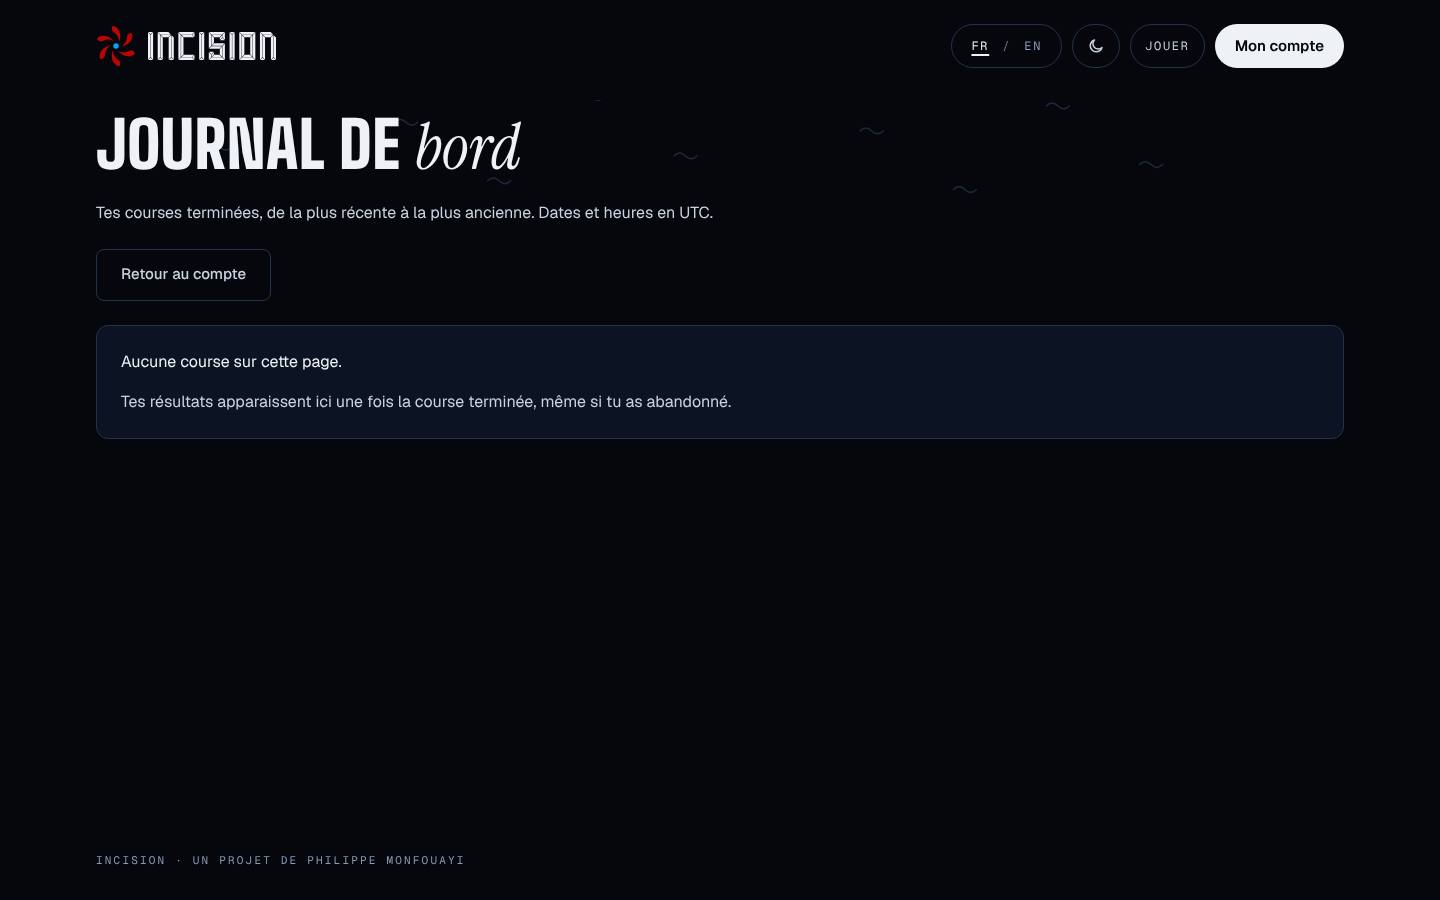 INCISION
FR / EN
JOUER
Mon compte
JOURNAL DE bord
Tes courses terminées, de la plus récente à la plus ancienne. Dates et heures en UTC.
Retour au compte
Aucune course sur cette page.
Tes résultats apparaissent ici une fois la course terminée, même si tu as abandonné.
INCISION · UN PROJET DE PHILIPPE MONFOUAYI